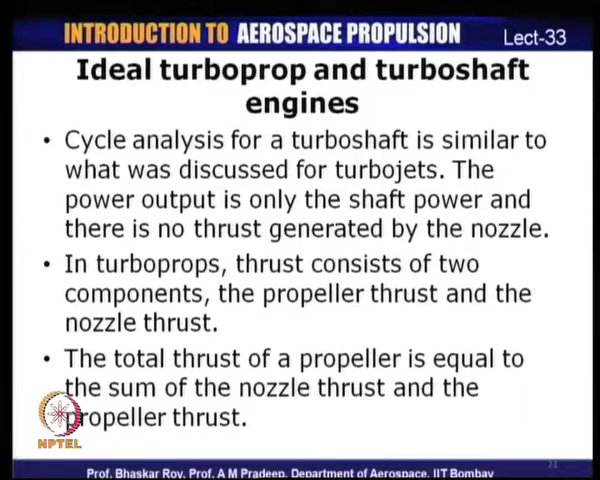 INTRODUCTION TO AEROSPACE PROPULSION Lect-33
Ideal turboprop and turboshaft
engines
• Cycle analysis for a turboshaft is similar to
what was discussed for turbojets. The
power output is only the shaft power and
there is no thrust generated by the nozzle.
• In turboprops, thrust consists of two
components, the propeller thrust and the
nozzle thrust.
• The total thrust of a propeller is equal to
the sum of the nozzle thrust and the
propeller thrust.
NPTEL
21
Prof. Bhaskar Roy, Prof. A M Pradeep, Department of Aerospace, IIT Bombay